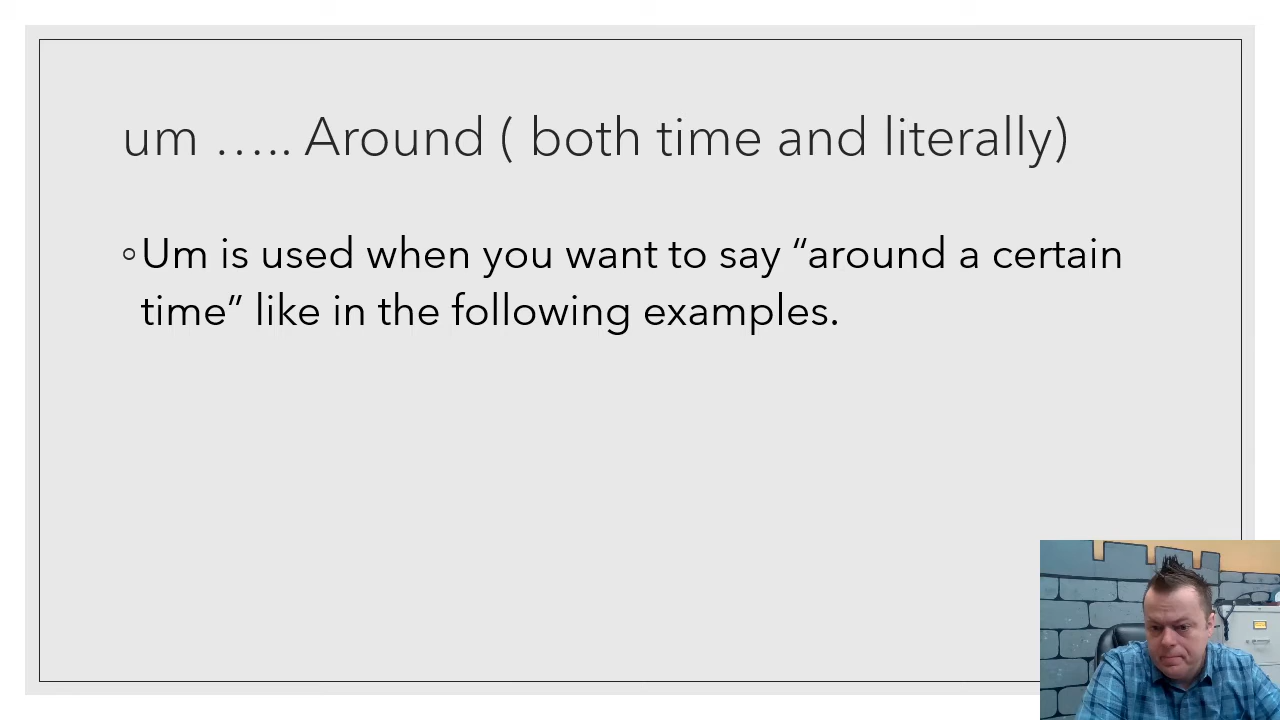 um ….. Around ( both time and literally)
◦Um is used when you want to say “around a certain
time” like in the following examples.